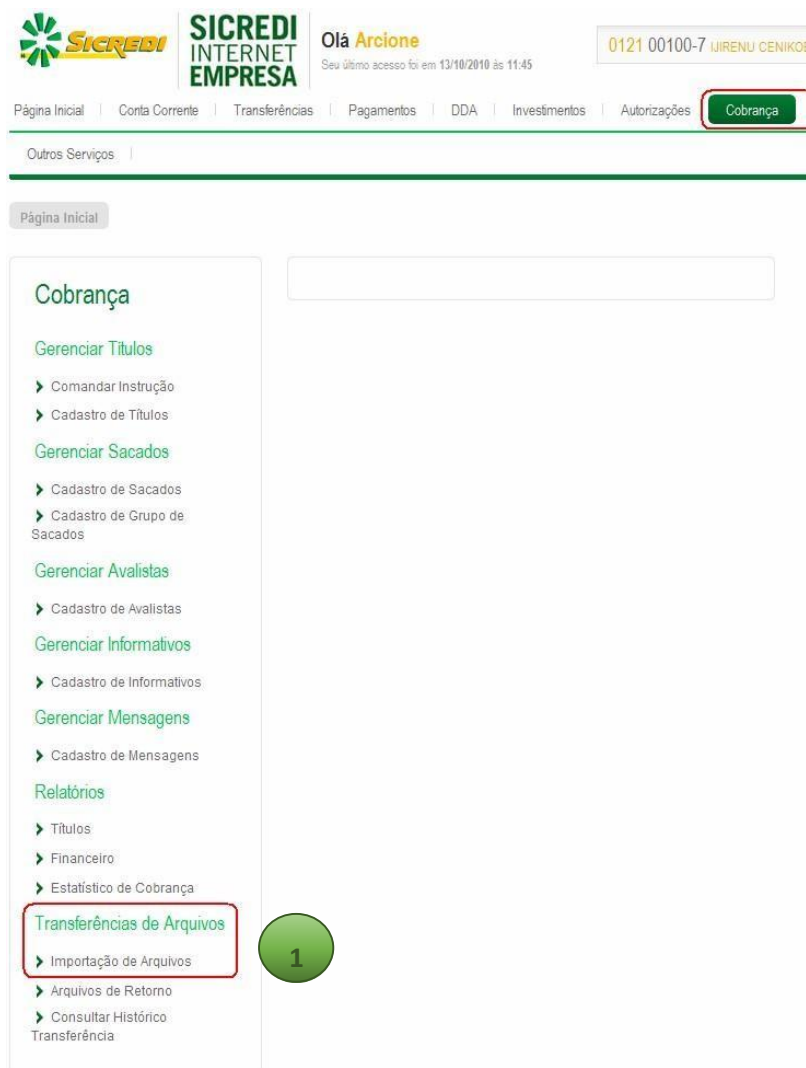 SICREDI
SICREDI
INTERNET
EMPRESA
Olá Arcione
Seu último acesso foi em 13/10/2010 às 11:45
0121 00100-7 IJIRENU CENIKOB
Página Inicial
Conta Corrente
Transferências
Pagamentos
DDA
Investimentos
Autorizações
Cobrança
Outros Serviços
Página Inicial
Cobrança
Gerenciar Títulos
Comandar Instrução
Cadastro de Títulos
Gerenciar Sacados
Cadastro de Sacados
Cadastro de Grupo de
Sacados
Gerenciar Avalistas
Cadastro de Avalistas
Gerenciar Informativos
Cadastro de Informativos
Gerenciar Mensagens
Cadastro de Mensagens
Relatórios
Títulos
Financeiro
Estatístico de Cobrança
Transferências de Arquivos
Importação de Arquivos
1
Arquivos de Retorno
Consultar Histórico
Transferência